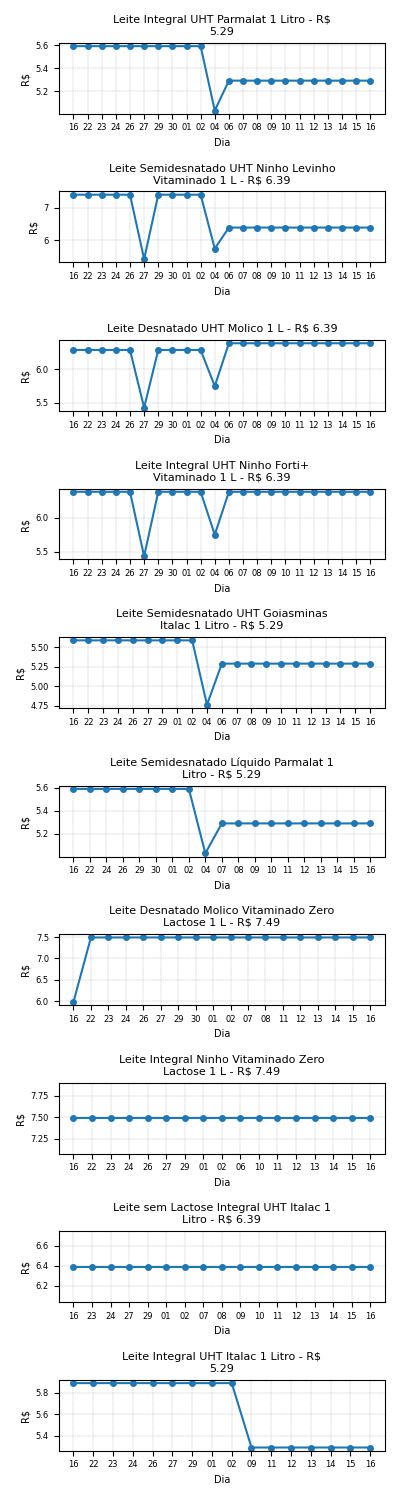 Leite Integral UHT Parmalat 1 Litro - R$
5.29
5.6
5.4
5.2
R$
16 22 23 24 26 27 29 30 01 02 04 06 07 08 09 10 11 12 13 14 15 16
Dia
Leite Semidesnatado UHT Ninho Levinho
Vitaminado 1 L - R$ 6.39
7
6
R$
16 22 23 24 26 27 29 30 01 02 04 06 07 08 09 10 11 12 13 14 15 16
Dia
Leite Desnatado UHT Molico 1 L - R$ 6.39
6.0
5.5
R$
16 22 23 24 26 27 29 30 01 02 04 06 07 08 09 10 11 12 13 14 15 16
Dia
Leite Integral UHT Ninho Forti+
Vitaminado 1 L - R$ 6.39
6.0
5.5
R$
16 22 23 24 26 27 29 30 01 02 04 06 07 08 09 10 11 12 13 14 15 16
Dia
Leite Semidesnatado UHT Goiasminas
Italac 1 Litro - R$ 5.29
5.50
5.25
5.00
4.75
R$
16 22 23 24 26 27 29 01 02 04 06 07 08 09 10 11 12 13 14 15 16
Dia
Leite Semidesnatado Líquido Parmalat 1
Litro - R$ 5.29
5.6
5.4
5.2
R$
16 22 24 26 29 30 01 02 04 07 08 09 10 11 12 13 14 15 16
Dia
Leite Desnatado Molico Vitaminado Zero
Lactose 1 L - R$ 7.49
7.5
7.0
6.5
6.0
R$
16 22 23 24 26 27 29 30 01 02 07 08 11 12 13 14 15 16
Dia
Leite Integral Ninho Vitaminado Zero
Lactose 1 L - R$ 7.49
7.75
7.50
7.25
R$
16 22 23 24 26 27 29 01 02 06 10 11 12 13 14 15 16
Dia
Leite sem Lactose Integral UHT Italac 1
Litro - R$ 6.39
6.6
6.4
6.2
R$
16 23 24 27 29 01 02 07 08 09 10 11 12 13 14 15 16
Dia
Leite Integral UHT Italac 1 Litro - R$
5.29
5.8
5.6
5.4
R$
16 22 23 24 26 27 29 01 02 09 11 12 13 14 15 16
Dia